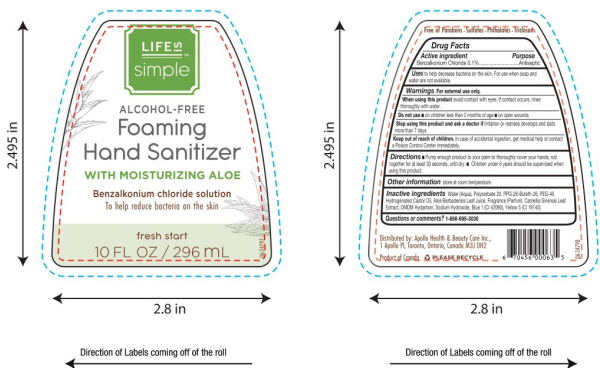 LIFE IS
simple
ALCOHOL-FREE
Foaming
Hand Sanitizer
WITH MOISTURIZING ALOE
Benzalkonium chloride solution
To help reduce bacteria on the skin
fresh start
10 FL OZ / 296 mL
2.495 in
2.8 in
Direction of Labels coming off of the roll
Free of Parabens - Sulfates - Phthalates - Triclosan
Drug Facts
Active ingredient Purpose
Benzalkonium Chloride 0.1%..........Antiseptic
Uses to help decrease bacteria on the skin. For use when soap and
water are not available.
Warnings For external use only.
When using this product avoid contact with eyes. If contact occurs, rinse
thoroughly with water.
Do not use ■ on children less than 2 months of age ■ on open wounds
Stop using this product and ask a doctor if irritation or redness develops and lasts
more than 7 days.
Keep out of reach of children. In case of accidental ingestion, get medical help or contact
a Poison Control Center immediately.
Directions ■ Pump enough product to your palm to thoroughly cover your hands, rub
together for at least 30 seconds, until dry. ■ Children under 6 years should be supervised when
using this product.
Other information store at room temperature.
Inactive ingredients Water (Aqua), Polysorbate 20, PPG-26-Buteth-26, PEG-40
Hydrogenated Castor Oil, Aloe Barbadensis Leaf Juice, Fragrance (Parfum), Camellia Sinensis Leaf
Extract, DMDM Hydantoin, Sodium Hydroxide, Blue 1 (CI 42090), Yellow 5 (CI 19140).
Questions or comments? 1-866-695-3030
Distributed by: Apollo Health & Beauty Care Inc.,
1 Apollo Pl, Toronto, Ontario, Canada M3J 0H2
Product of Canada PLEASE RECYCLE 6 70456 00063 5
2.495 in
2.8 in
Direction of Labels coming off of the roll